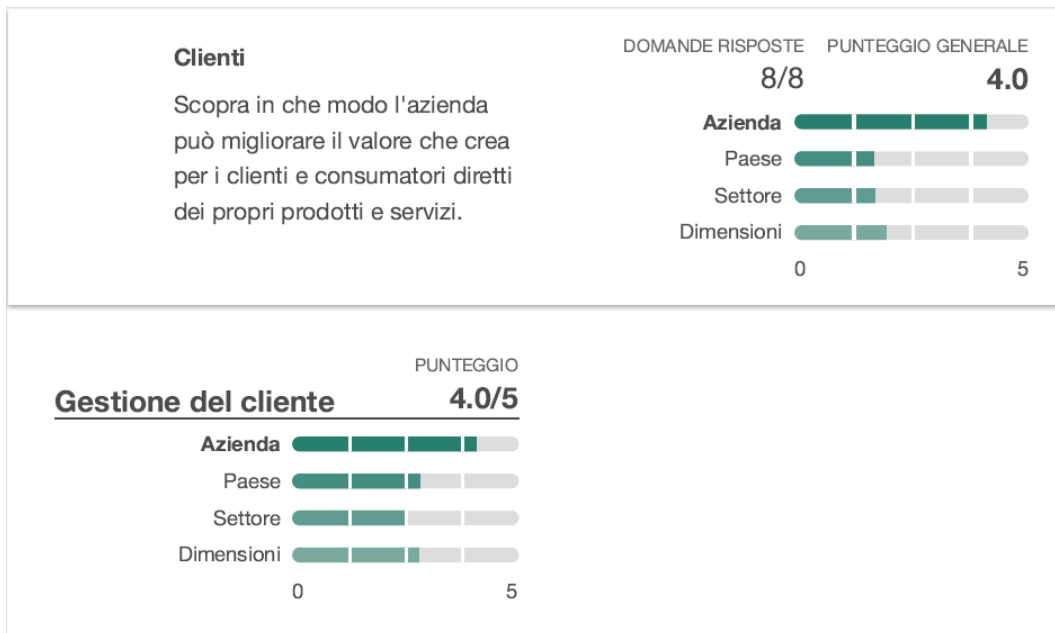 Clienti
Scopra in che modo l'azienda
può migliorare il valore che crea
per i clienti e consumatori diretti
dei propri prodotti e servizi.
DOMANDE RISPOSTE PUNTEGGIO GENERALE
8/8 4.0
Azienda
Paese
Settore
Dimensioni
0 5
PUNTEGGIO
Gestione del cliente 4.0/5
Azienda
Paese
Settore
Dimensioni
0 5